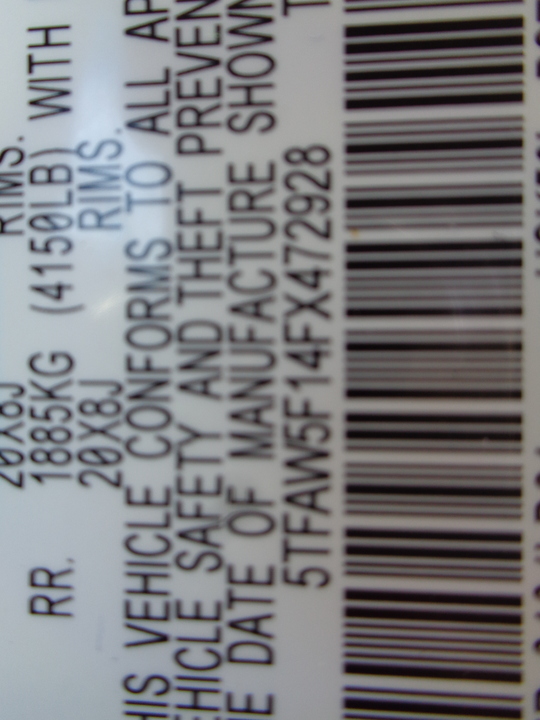 20X8J RIMS.
RR. 1885KG (4150LB) WITH
20X8J RIMS.
HIS VEHICLE CONFORMS TO ALL AP
HICLE SAFETY AND THEFT PREVEN
E DATE OF MANUFACTURE SHOWN
5TFAW5F14FX472928 T